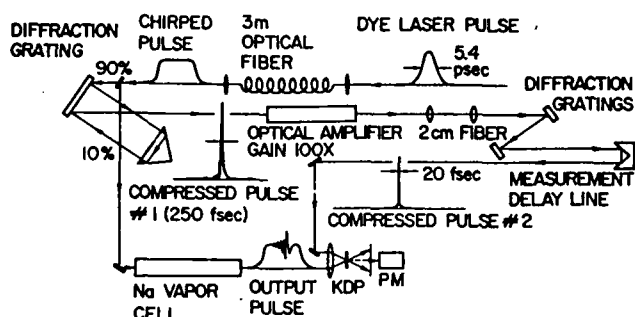 DIFFRACTION
GRATING
CHIRPED
PULSE
3m
OPTICAL
FIBER
DYE LASER PULSE
5.4
psec
DIFFRACTION
GRATINGS
90%
10%
OPTICAL AMPLIFIER
GAIN 100X
2cm FIBER
COMPRESSED PULSE
#1 (250 fsec)
20 fsec
COMPRESSED PULSE #2
MEASUREMENT
DELAY LINE
Na VAPOR
CELL
OUTPUT
PULSE
KDP
PM